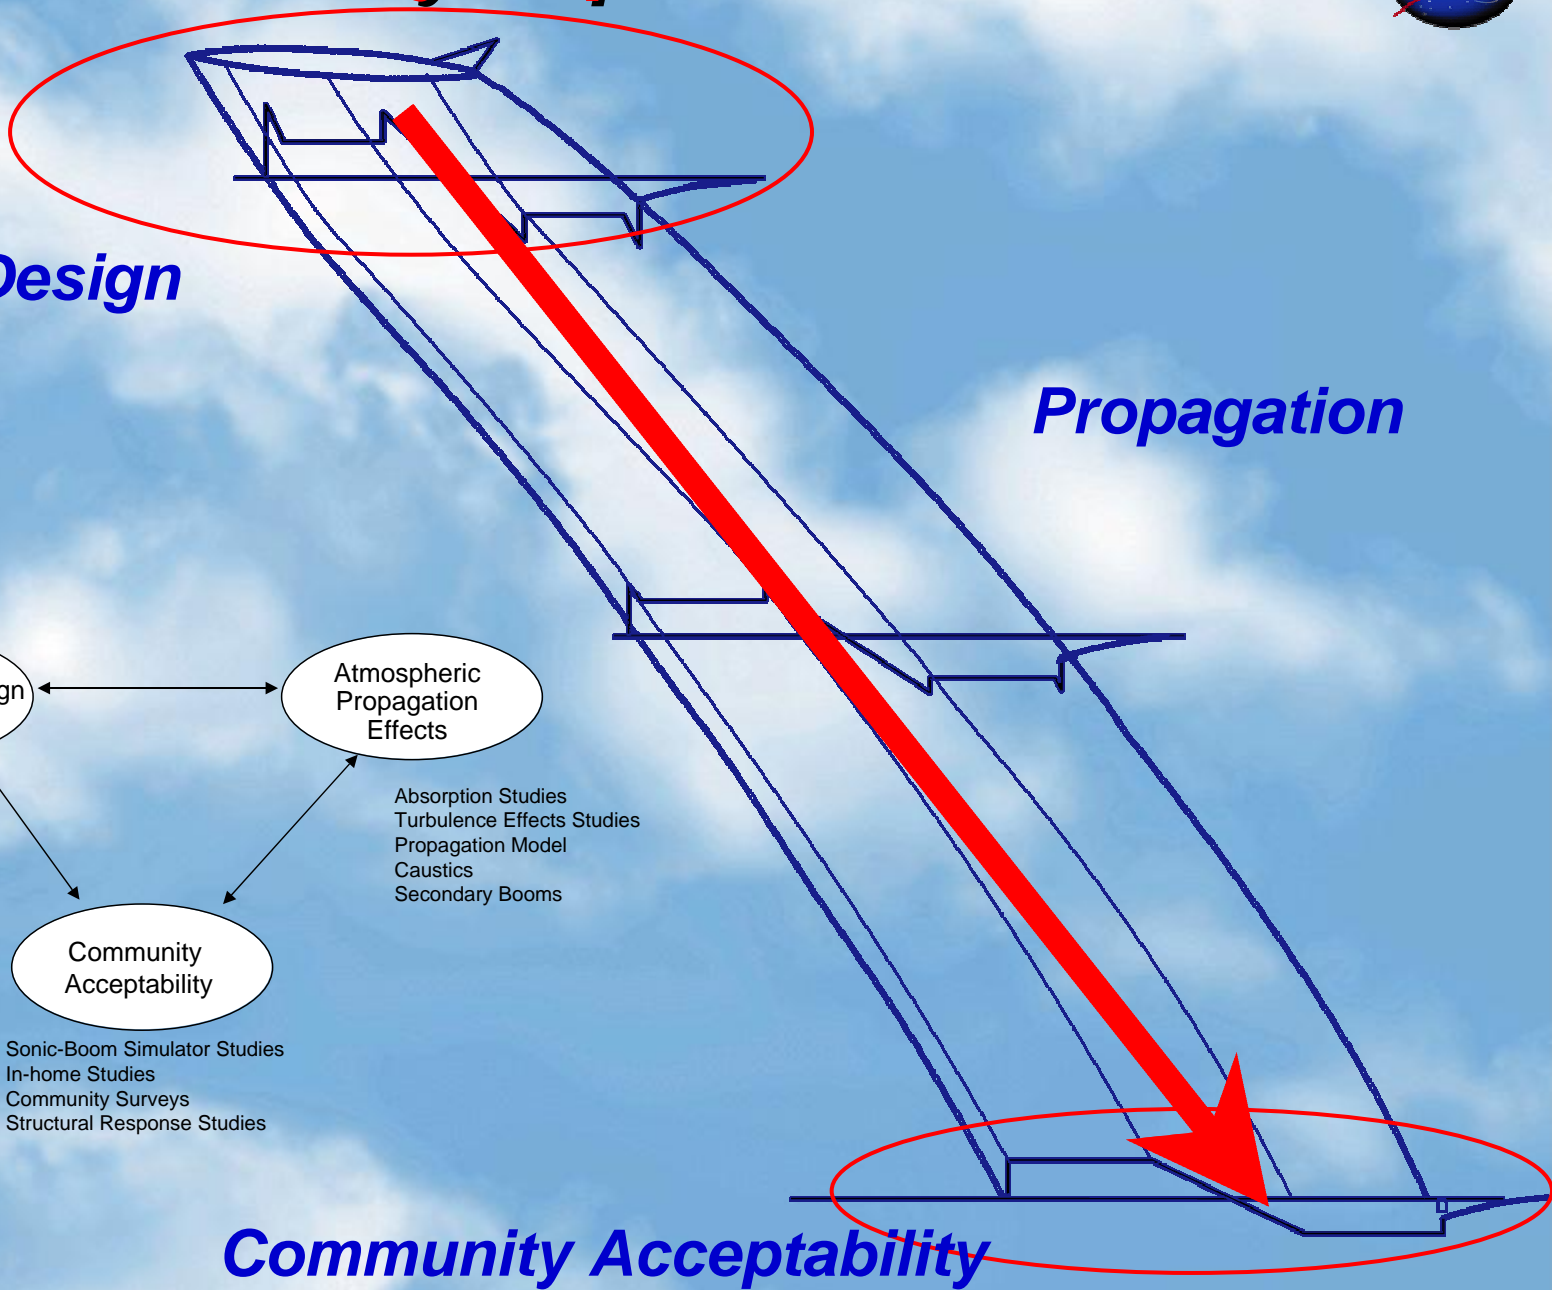 Design
Propagation
gn
Atmospheric
Propagation
Effects
Absorption Studies
Turbulence Effects Studies
Propagation Model
Caustics
Secondary Booms
Community
Acceptability
Sonic-Boom Simulator Studies
In-home Studies
Community Surveys
Structural Response Studies
Community Acceptability